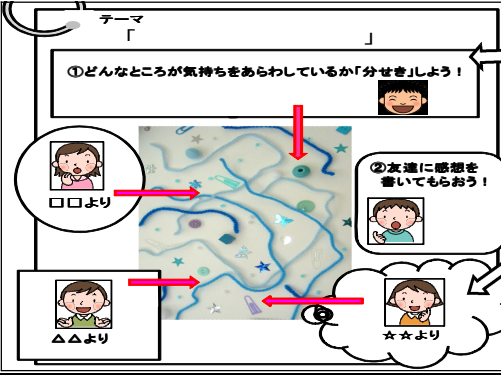 テーマ
「　　　　　　　　　　　　　　」
①どんなところが気持ちをあらわしているか「分せき」しよう！
②友達に感想を
書いてもらおう！
□□より
△△より
☆☆より